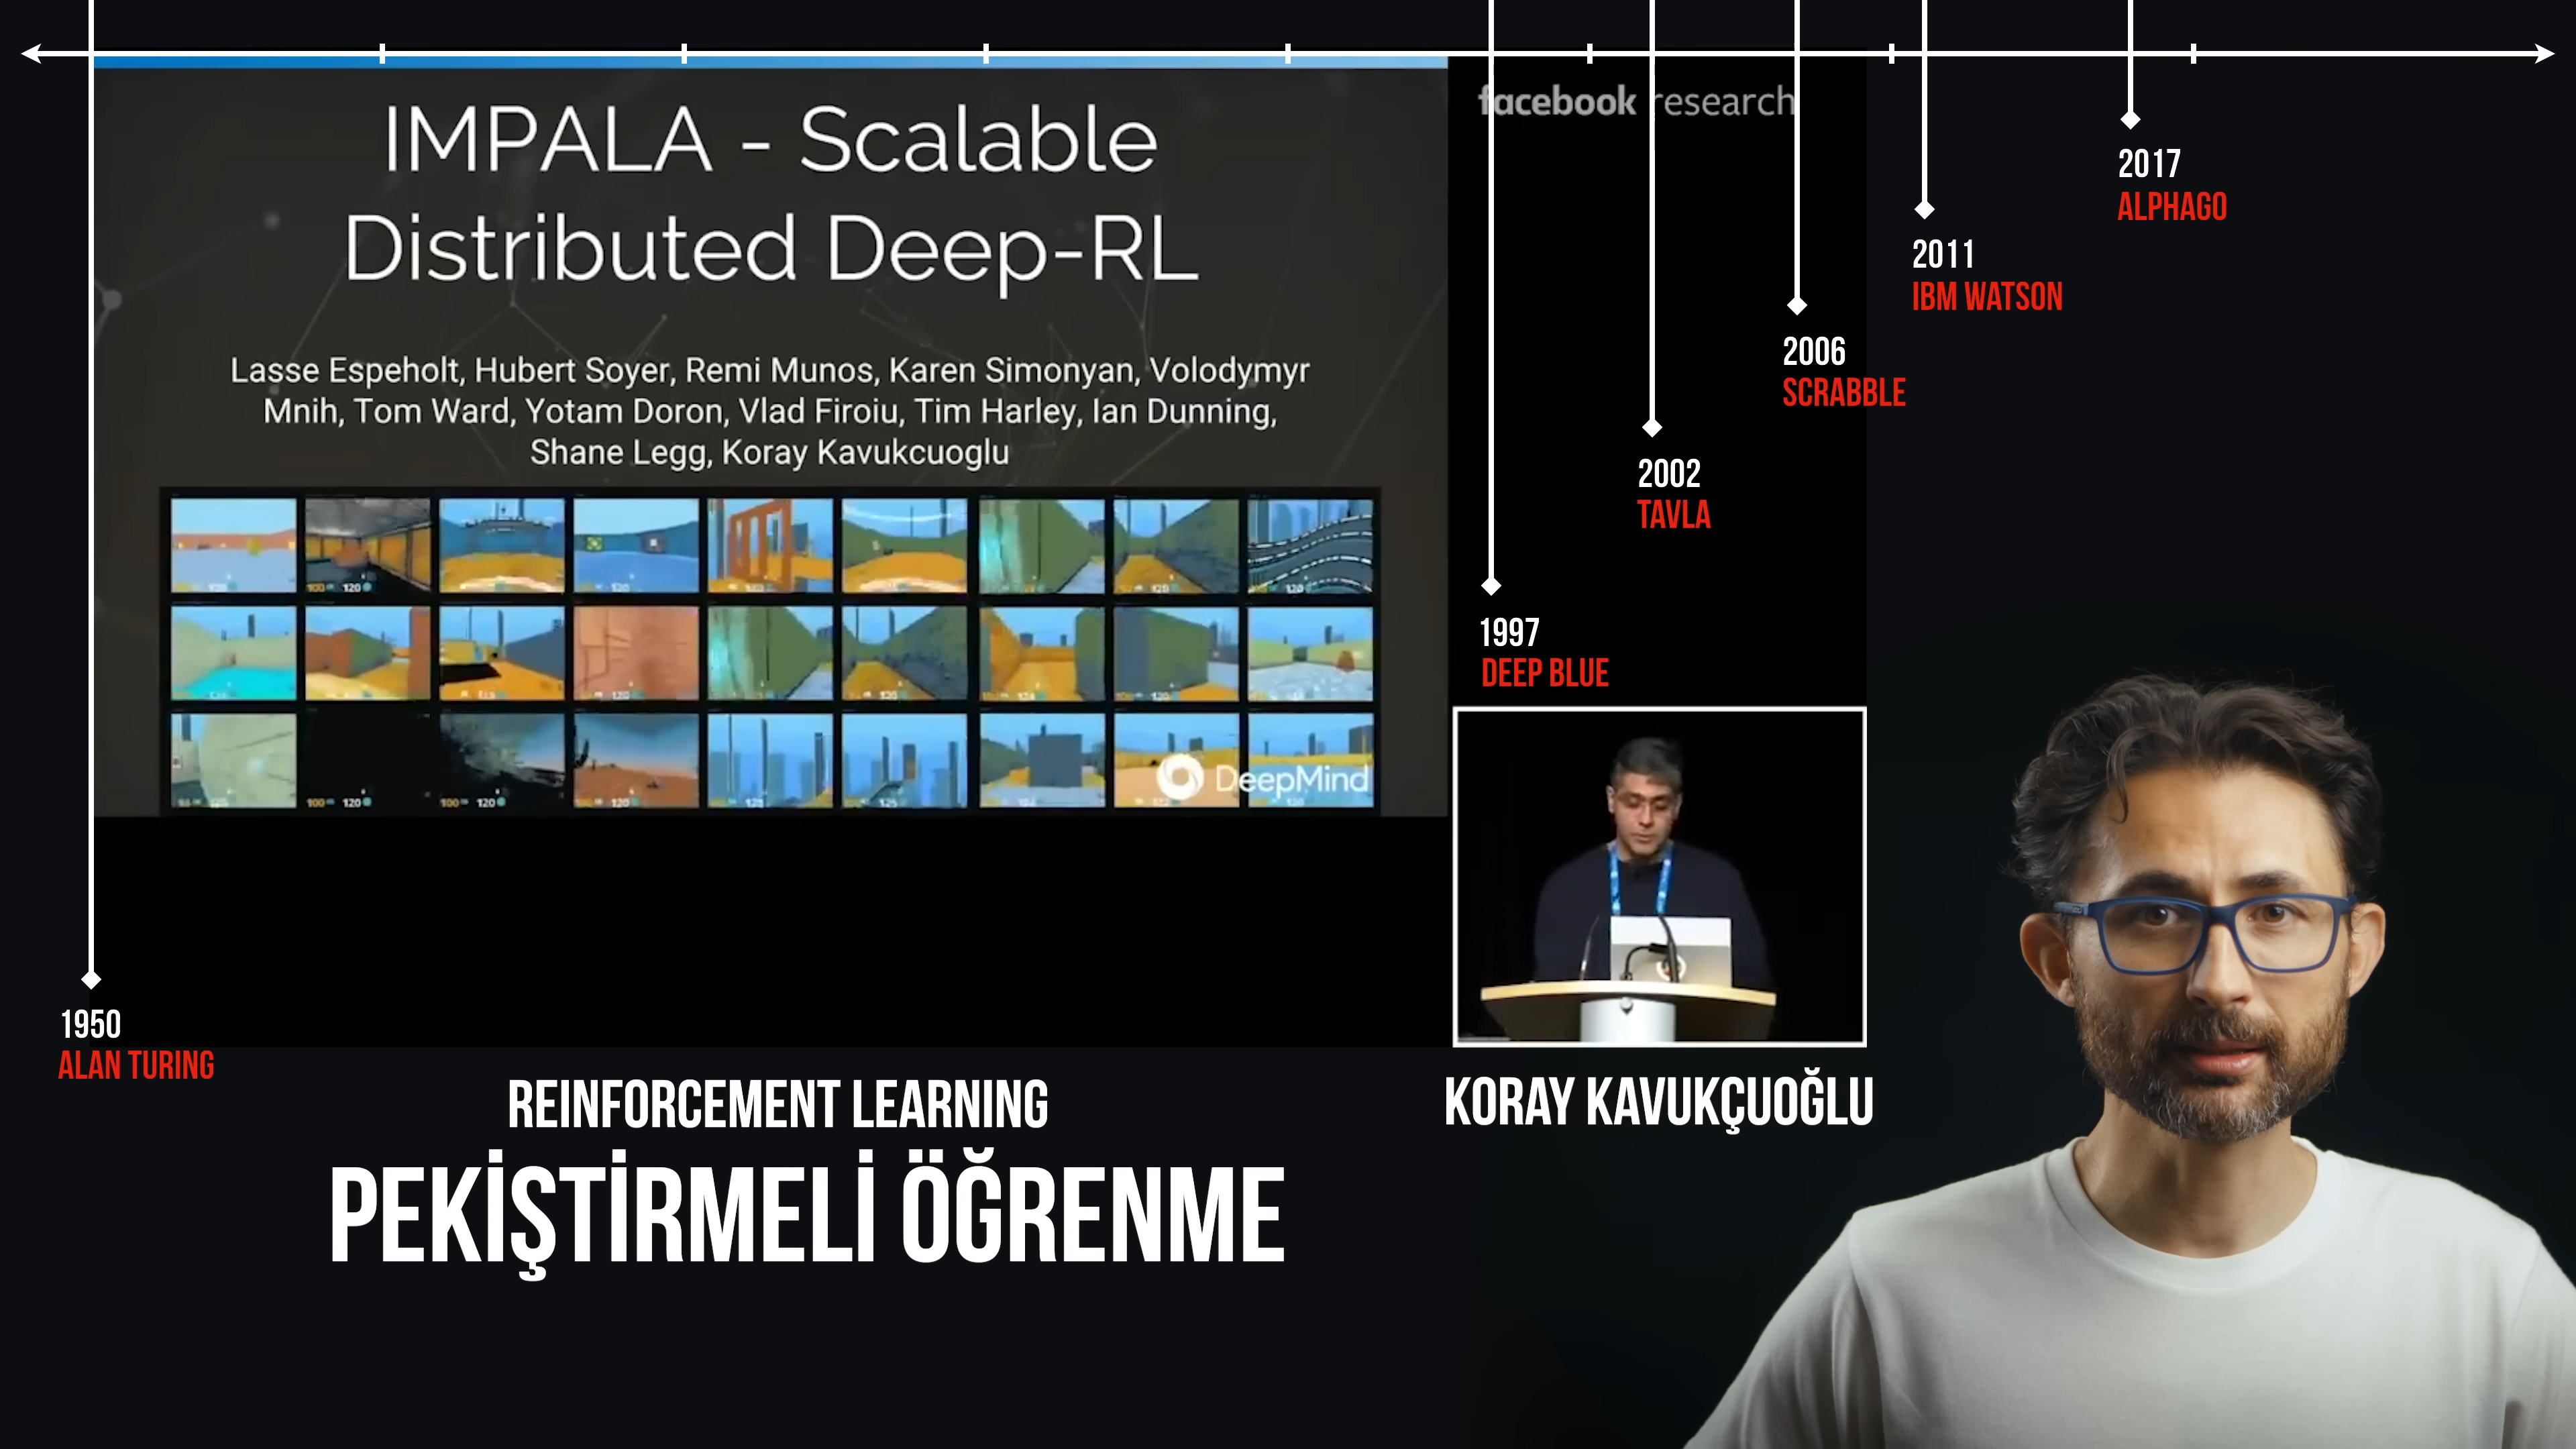 IMPALA - Scalable
Distributed Deep-RL
Lasse Espeholt, Hubert Soyer, Remi Munos, Karen Simonyan, Volodymyr
Mnih, Tom Ward, Yotam Doron, Vlad Firoiu, Tim Harley, Ian Dunning,
Shane Legg, Koray Kavukcuoglu
DeepMind
facebook research
1950
ALAN TURING
1997
DEEP BLUE
2002
TAVLA
2006
SCRABBLE
2011
IBM WATSON
2017
ALPHAGO
REINFORCEMENT LEARNING
PEKİŞTİRMELİ ÖĞRENME
KORAY KAVUKÇUOĞLU